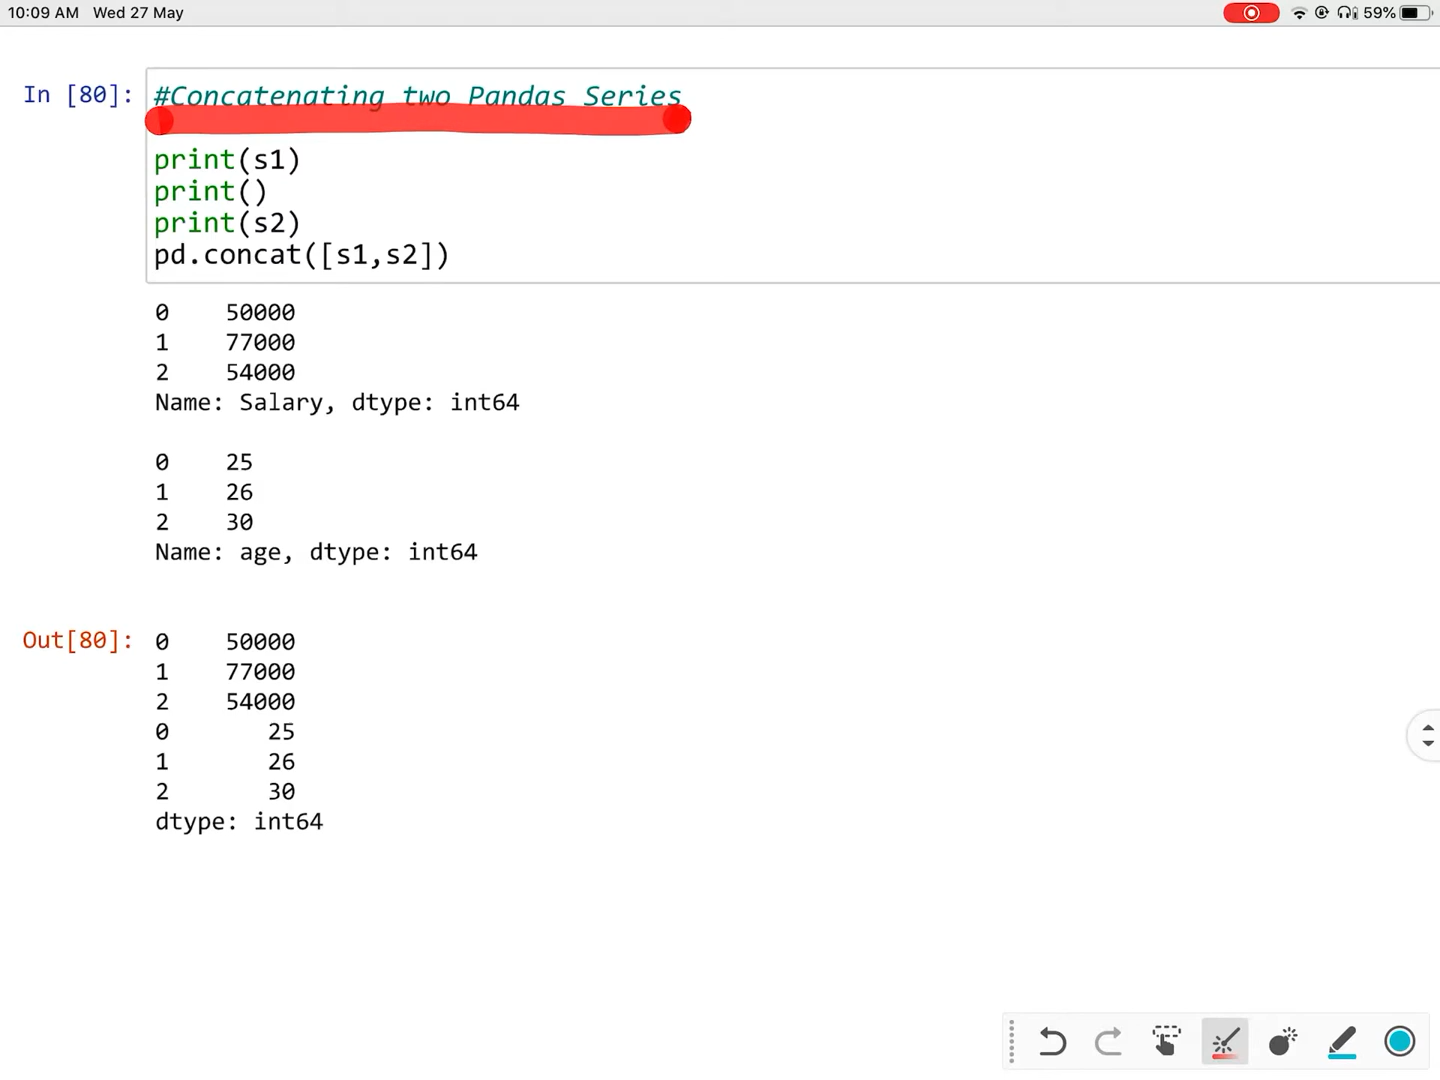 10:09 AM Wed 27 May 59%
In [80]: #Concatenating two Pandas Series
print(s1)
print()
print(s2)
pd.concat([s1,s2])
0 50000
1 77000
2 54000
Name: Salary, dtype: int64
0 25
1 26
2 30
Name: age, dtype: int64
Out[80]: 0 50000
1 77000
2 54000
0 25
1 26
2 30
dtype: int64